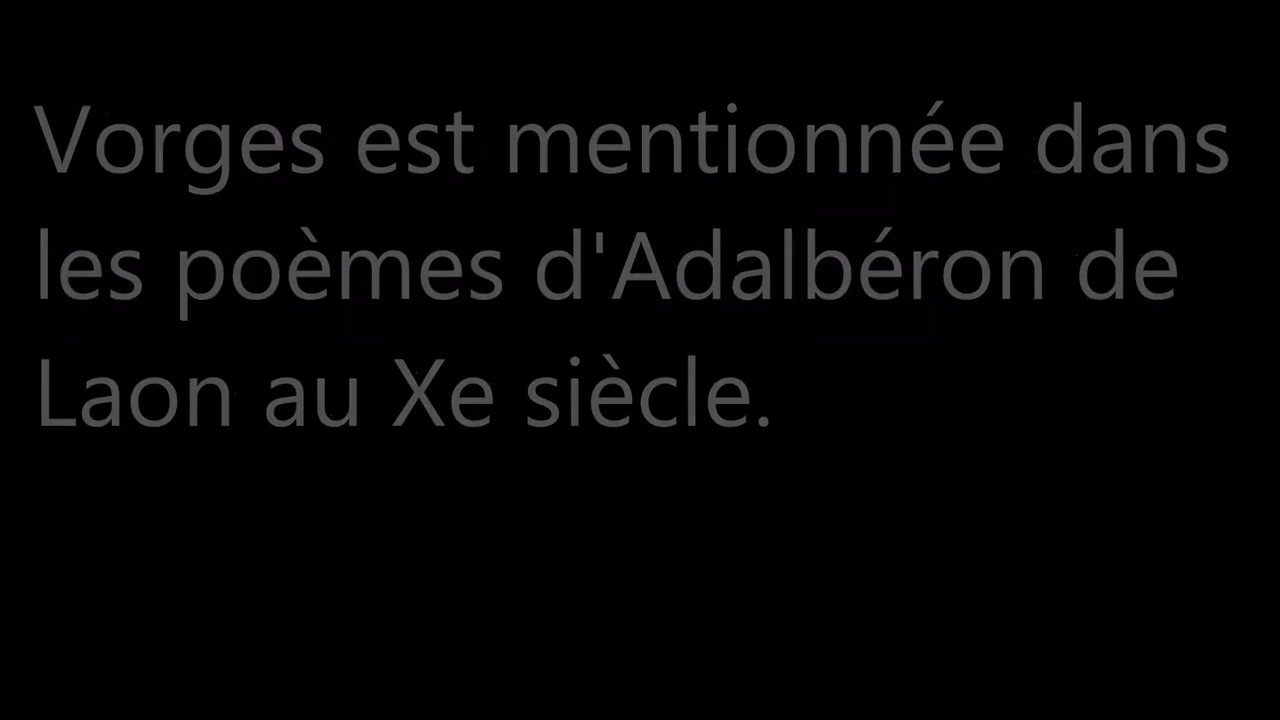 Vorges est mentionnée dans
les poèmes d'Adalbéron de
Laon au Xe siècle.